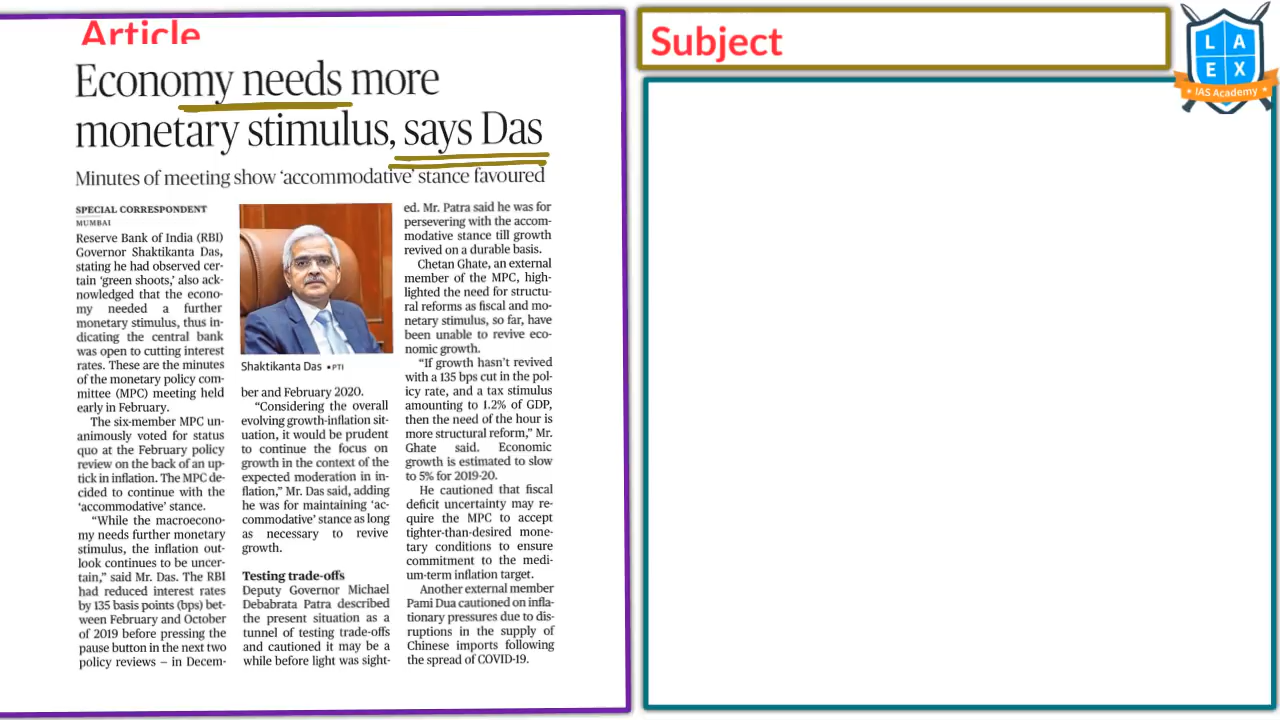 Article
Economy needs more
monetary stimulus, says Das
Minutes of meeting show ‘accommodative’ stance favoured
SPECIAL CORRESPONDENT
MUMBAI
Reserve Bank of India (RBI)
Governor Shaktikanta Das,
stating he had observed cer-
tain ‘green shoots,’ also ack-
nowledged that the econo-
my needed a further
monetary stimulus, thus in-
dicating the central bank
was open to cutting interest
rates. These are the minutes
of the monetary policy com-
mittee (MPC) meeting held
early in February.
The six-member MPC un-
animously voted for status
quo at the February policy
review on the back of an up-
tick in inflation. The MPC de-
cided to continue with the
‘accommodative’ stance.
“While the macroecono-
my needs further monetary
stimulus, the inflation out-
look continues to be uncer-
tain,” said Mr. Das. The RBI
had reduced interest rates
by 135 basis points (bps) bet-
ween February and October
of 2019 before pressing the
pause button in the next two
policy reviews – in Decem-
Shaktikanta Das ▪ PTI
ber and February 2020.
“Considering the overall
evolving growth-inflation sit-
uation, it would be prudent
to continue the focus on
growth in the context of the
expected moderation in in-
flation,” Mr. Das said, adding
he was for maintaining ‘ac-
commodative’ stance as long
as necessary to revive
growth.
Testing trade-offs
Deputy Governor Michael
Debabrata Patra described
the present situation as a
tunnel of testing trade-offs
and cautioned it may be a
while before light was sight-
ed. Mr. Patra said he was for
persevering with the accom-
modative stance till growth
revived on a durable basis.
Chetan Ghate, an external
member of the MPC, high-
lighted the need for structu-
ral reforms as fiscal and mo-
netary stimulus, so far, have
been unable to revive eco-
nomic growth.
“If growth hasn’t revived
with a 135 bps cut in the pol-
icy rate, and a tax stimulus
amounting to 1.2% of GDP,
then the need of the hour is
more structural reform,” Mr.
Ghate said. Economic
growth is estimated to slow
to 5% for 2019-20.
He cautioned that fiscal
deficit uncertainty may re-
quire the MPC to accept
tighter-than-desired mone-
tary conditions to ensure
commitment to the medi-
um-term inflation target.
Another external member
Pami Dua cautioned on infla-
tionary pressures due to dis-
ruptions in the supply of
Chinese imports following
the spread of COVID-19.
Subject
L A
E X
IAS Academy